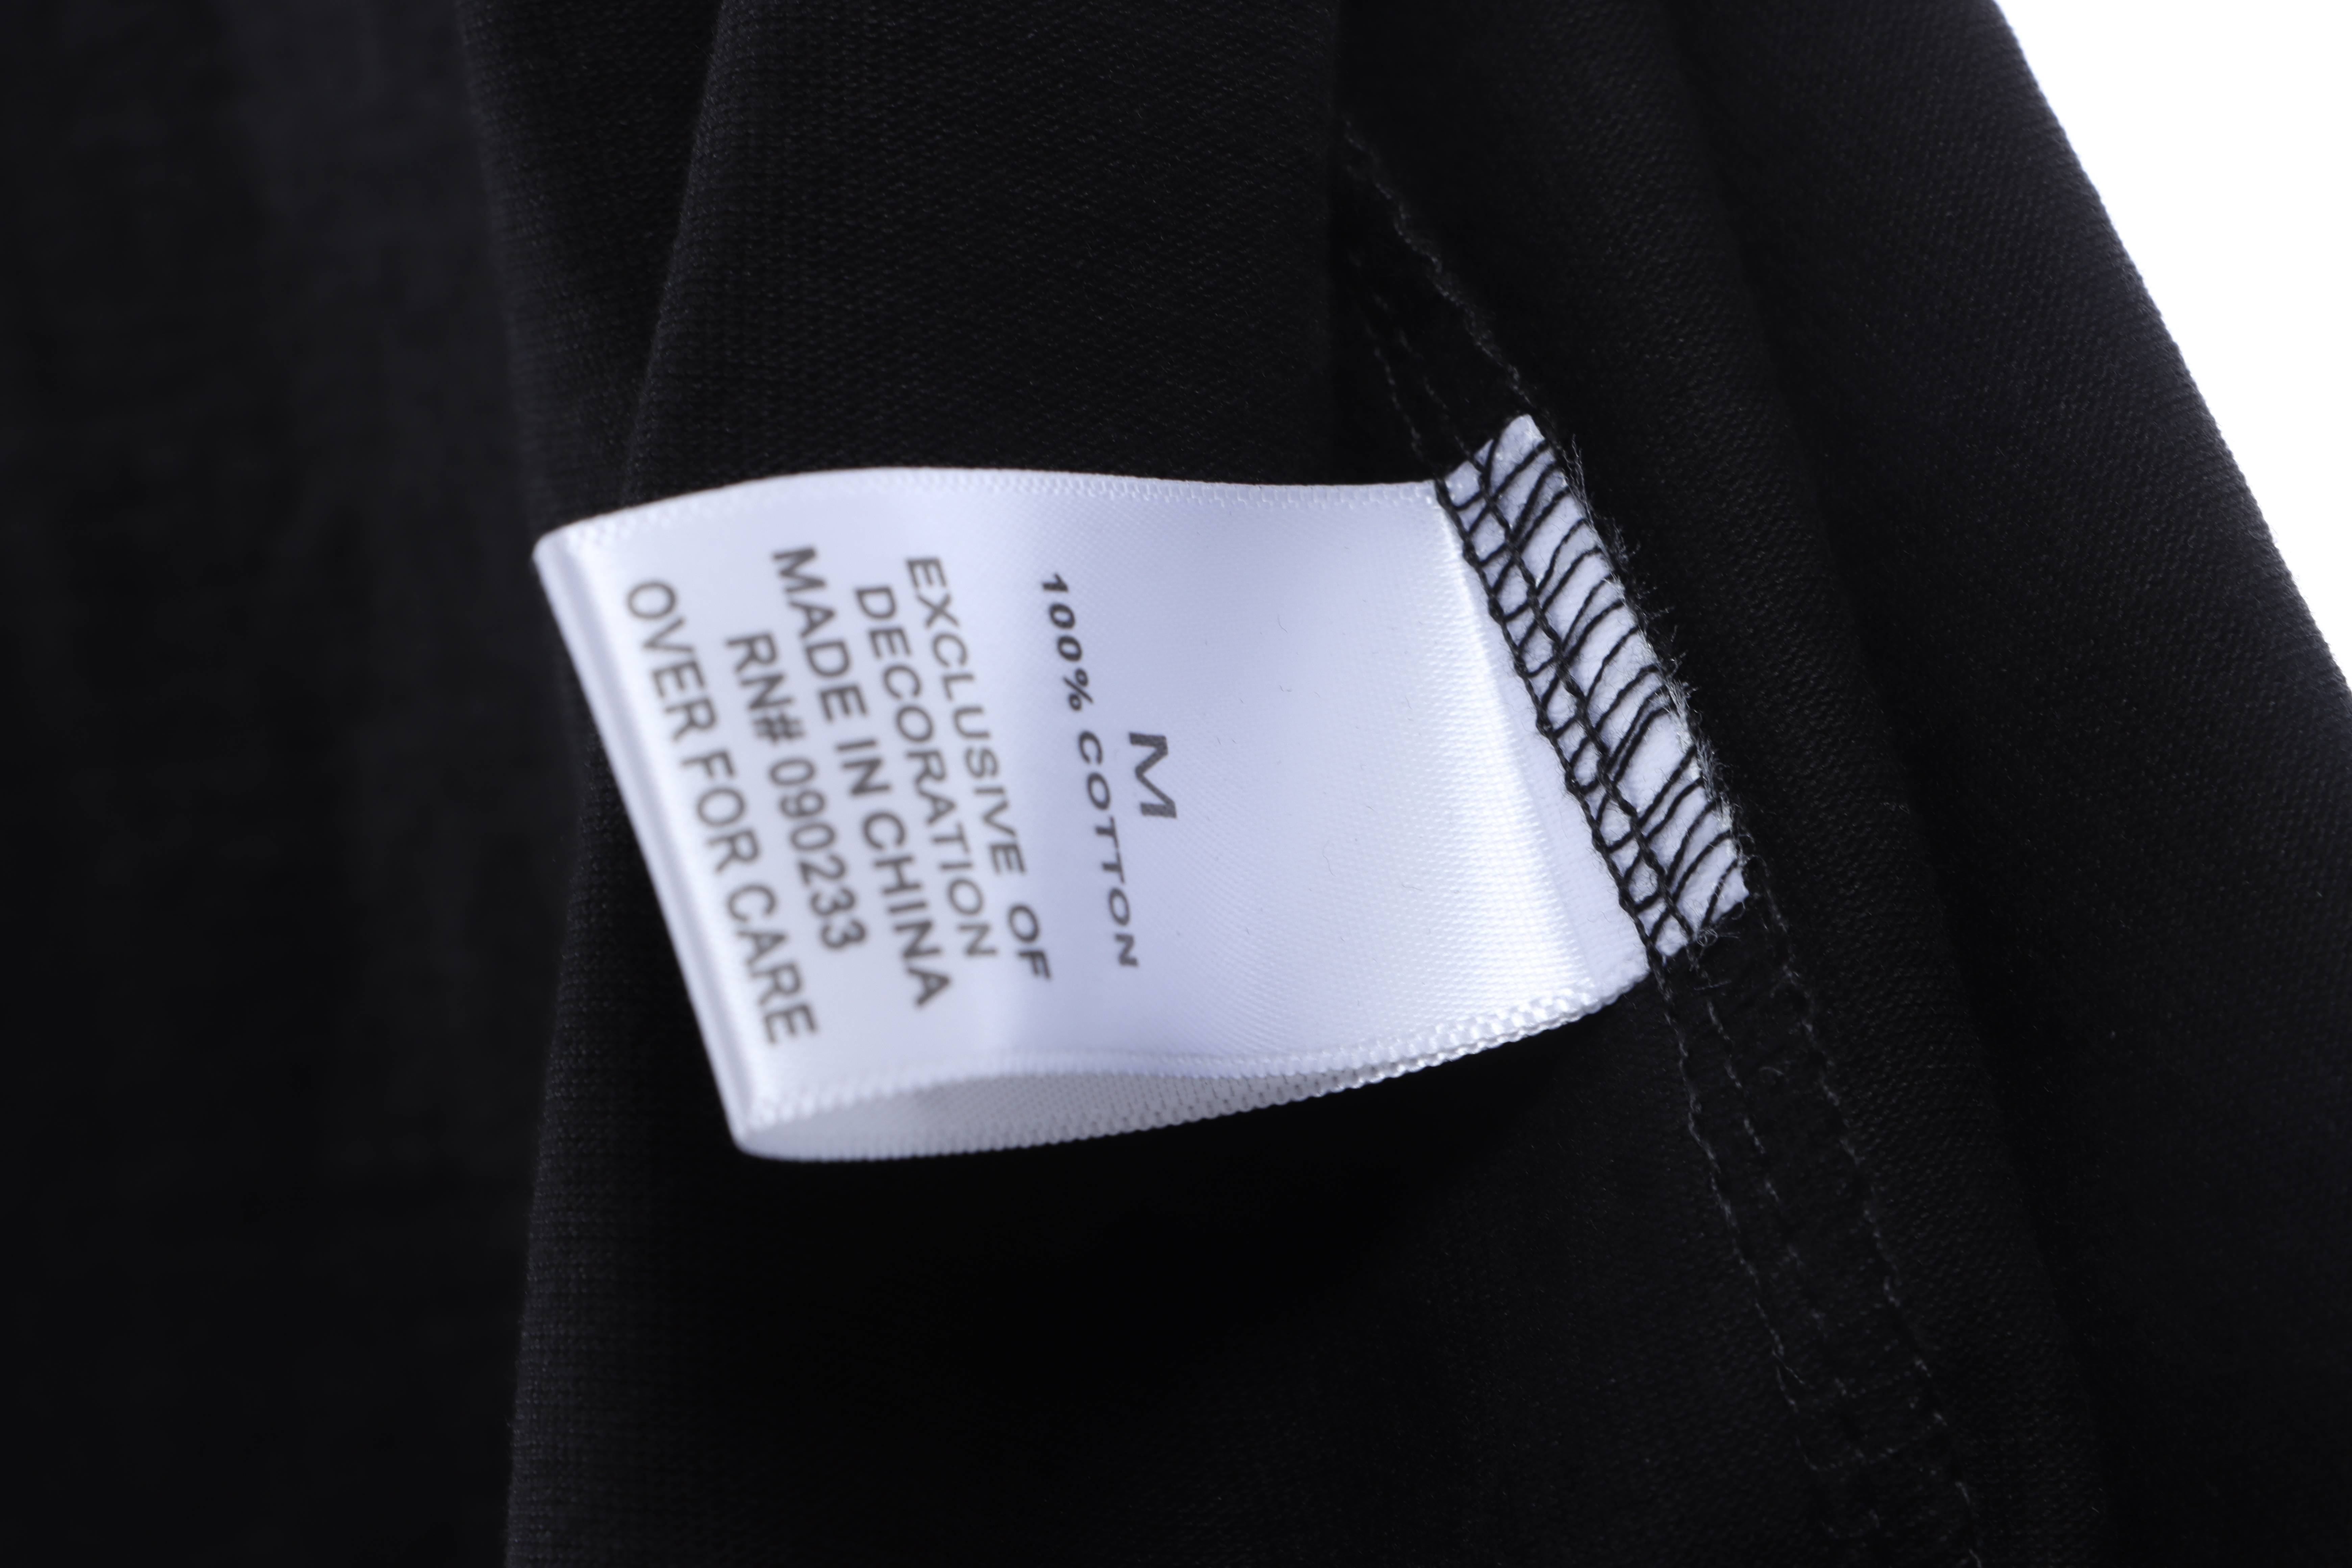 M
100% COTTON
EXCLUSIVE OF
DECORATION
MADE IN CHINA
RN# 090233
OVER FOR CARE